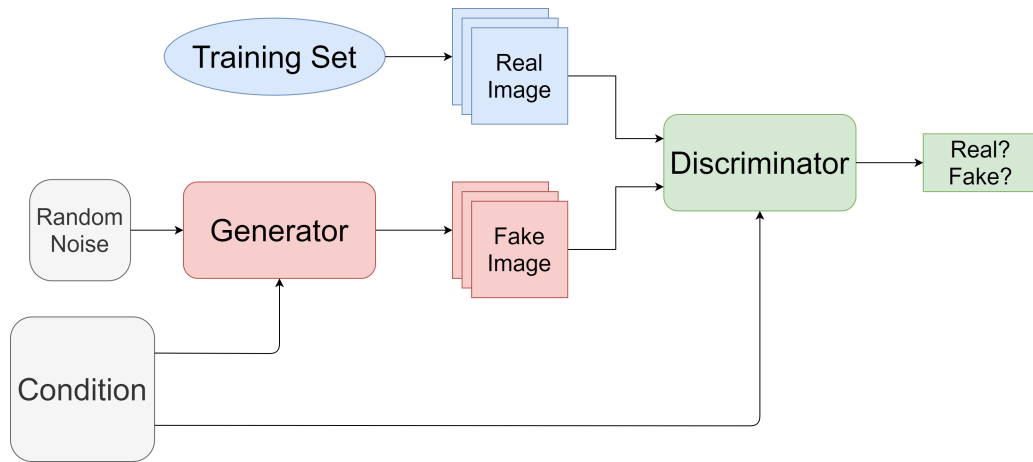 Training Set
Real
Image
Discriminator
Real?
Fake?
Random
Noise
Generator
Fake
Image
Condition